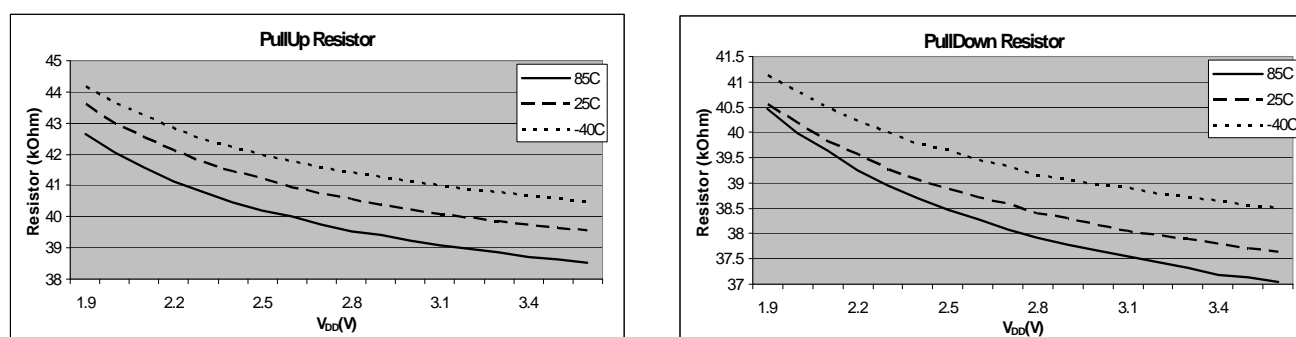 PullUp Resistor
45
44
43
42
41
40
39
38
Resistor (kOhm)
85C
25C
-40C
1.9
2.2
2.5
2.8
3.1
3.4
VDD(V)
PullDown Resistor
41.5
41
40.5
40
39.5
39
38.5
38
37.5
37
Resistor (kOhm)
85C
25C
-40C
1.9
2.2
2.5
2.8
3.1
3.4
VDD(V)